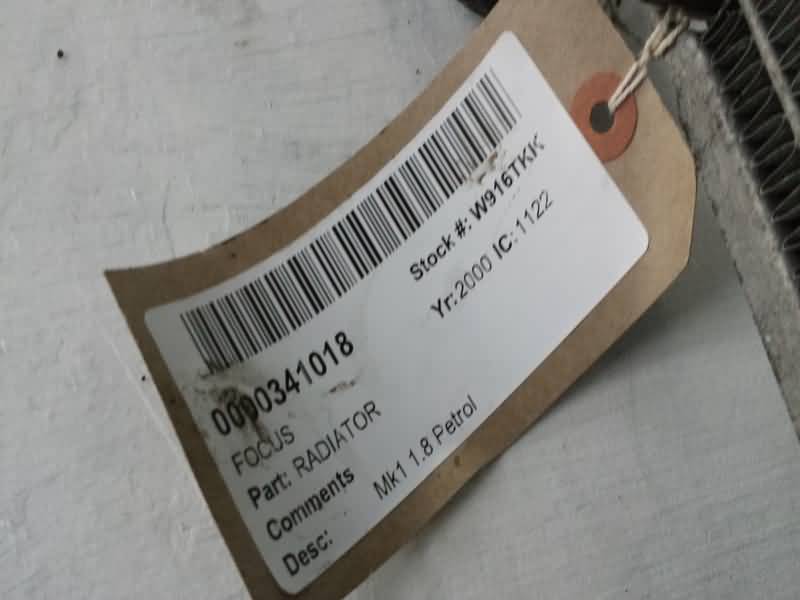 0000341018
Stock #: W916TKK
FOCUS
Yr:2000 IC:1122
Part: RADIATOR
Comments
Mk1 1.8 Petrol
Desc: